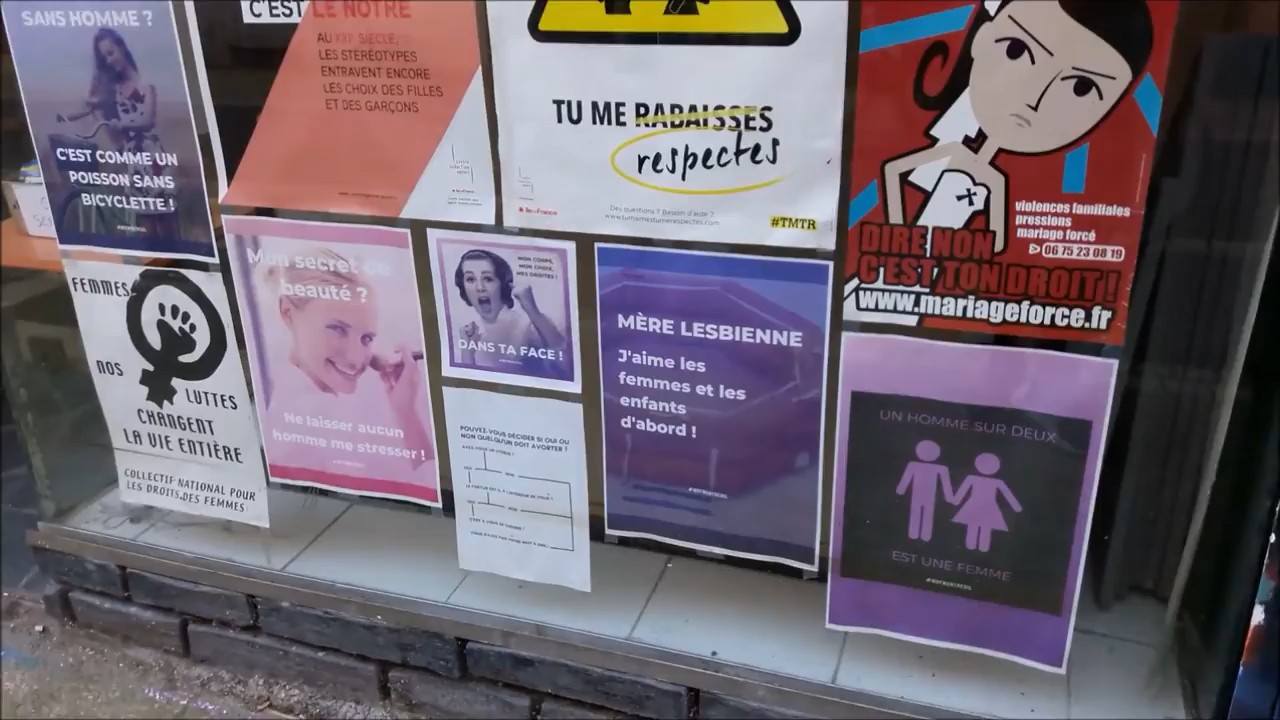 SANS HOMME ?
C'EST COMME UN
POISSON SANS
BICYCLETTE !
C'EST LE NOTRE
AU XXIe SIÈCLE,
LES STÉRÉOTYPES
ENTRAVENT ENCORE
LES CHOIX DES FILLES
ET DES GARÇONS
TU ME RABAISSES
respectes
Des questions ? Besoin d'aide ?
www.tumaimestumerespectes.com
#TMTR
violences familiales
pressions
mariage forcé
> 06 75 23 08 19
DIRE NON
C'EST TON DROIT !
www.mariageforce.fr
FEMMES
NOS
LUTTES
CHANGENT
LA VIE ENTIÈRE
COLLECTIF NATIONAL POUR
LES DROITS DES FEMMES
Mon secret de
beauté ?
Ne laisser aucun
homme me stresser !
MON CORPS,
MON CHOIX,
MES DROITS !
DANS TA FACE !
POUVEZ-VOUS DÉCIDER SI OUI OU
NON QUELQU'UN DOIT AVORTER ?
MÈRE LESBIENNE
J'aime les
femmes et les
enfants
d'abord !
UN HOMME SUR DEUX
EST UNE FEMME